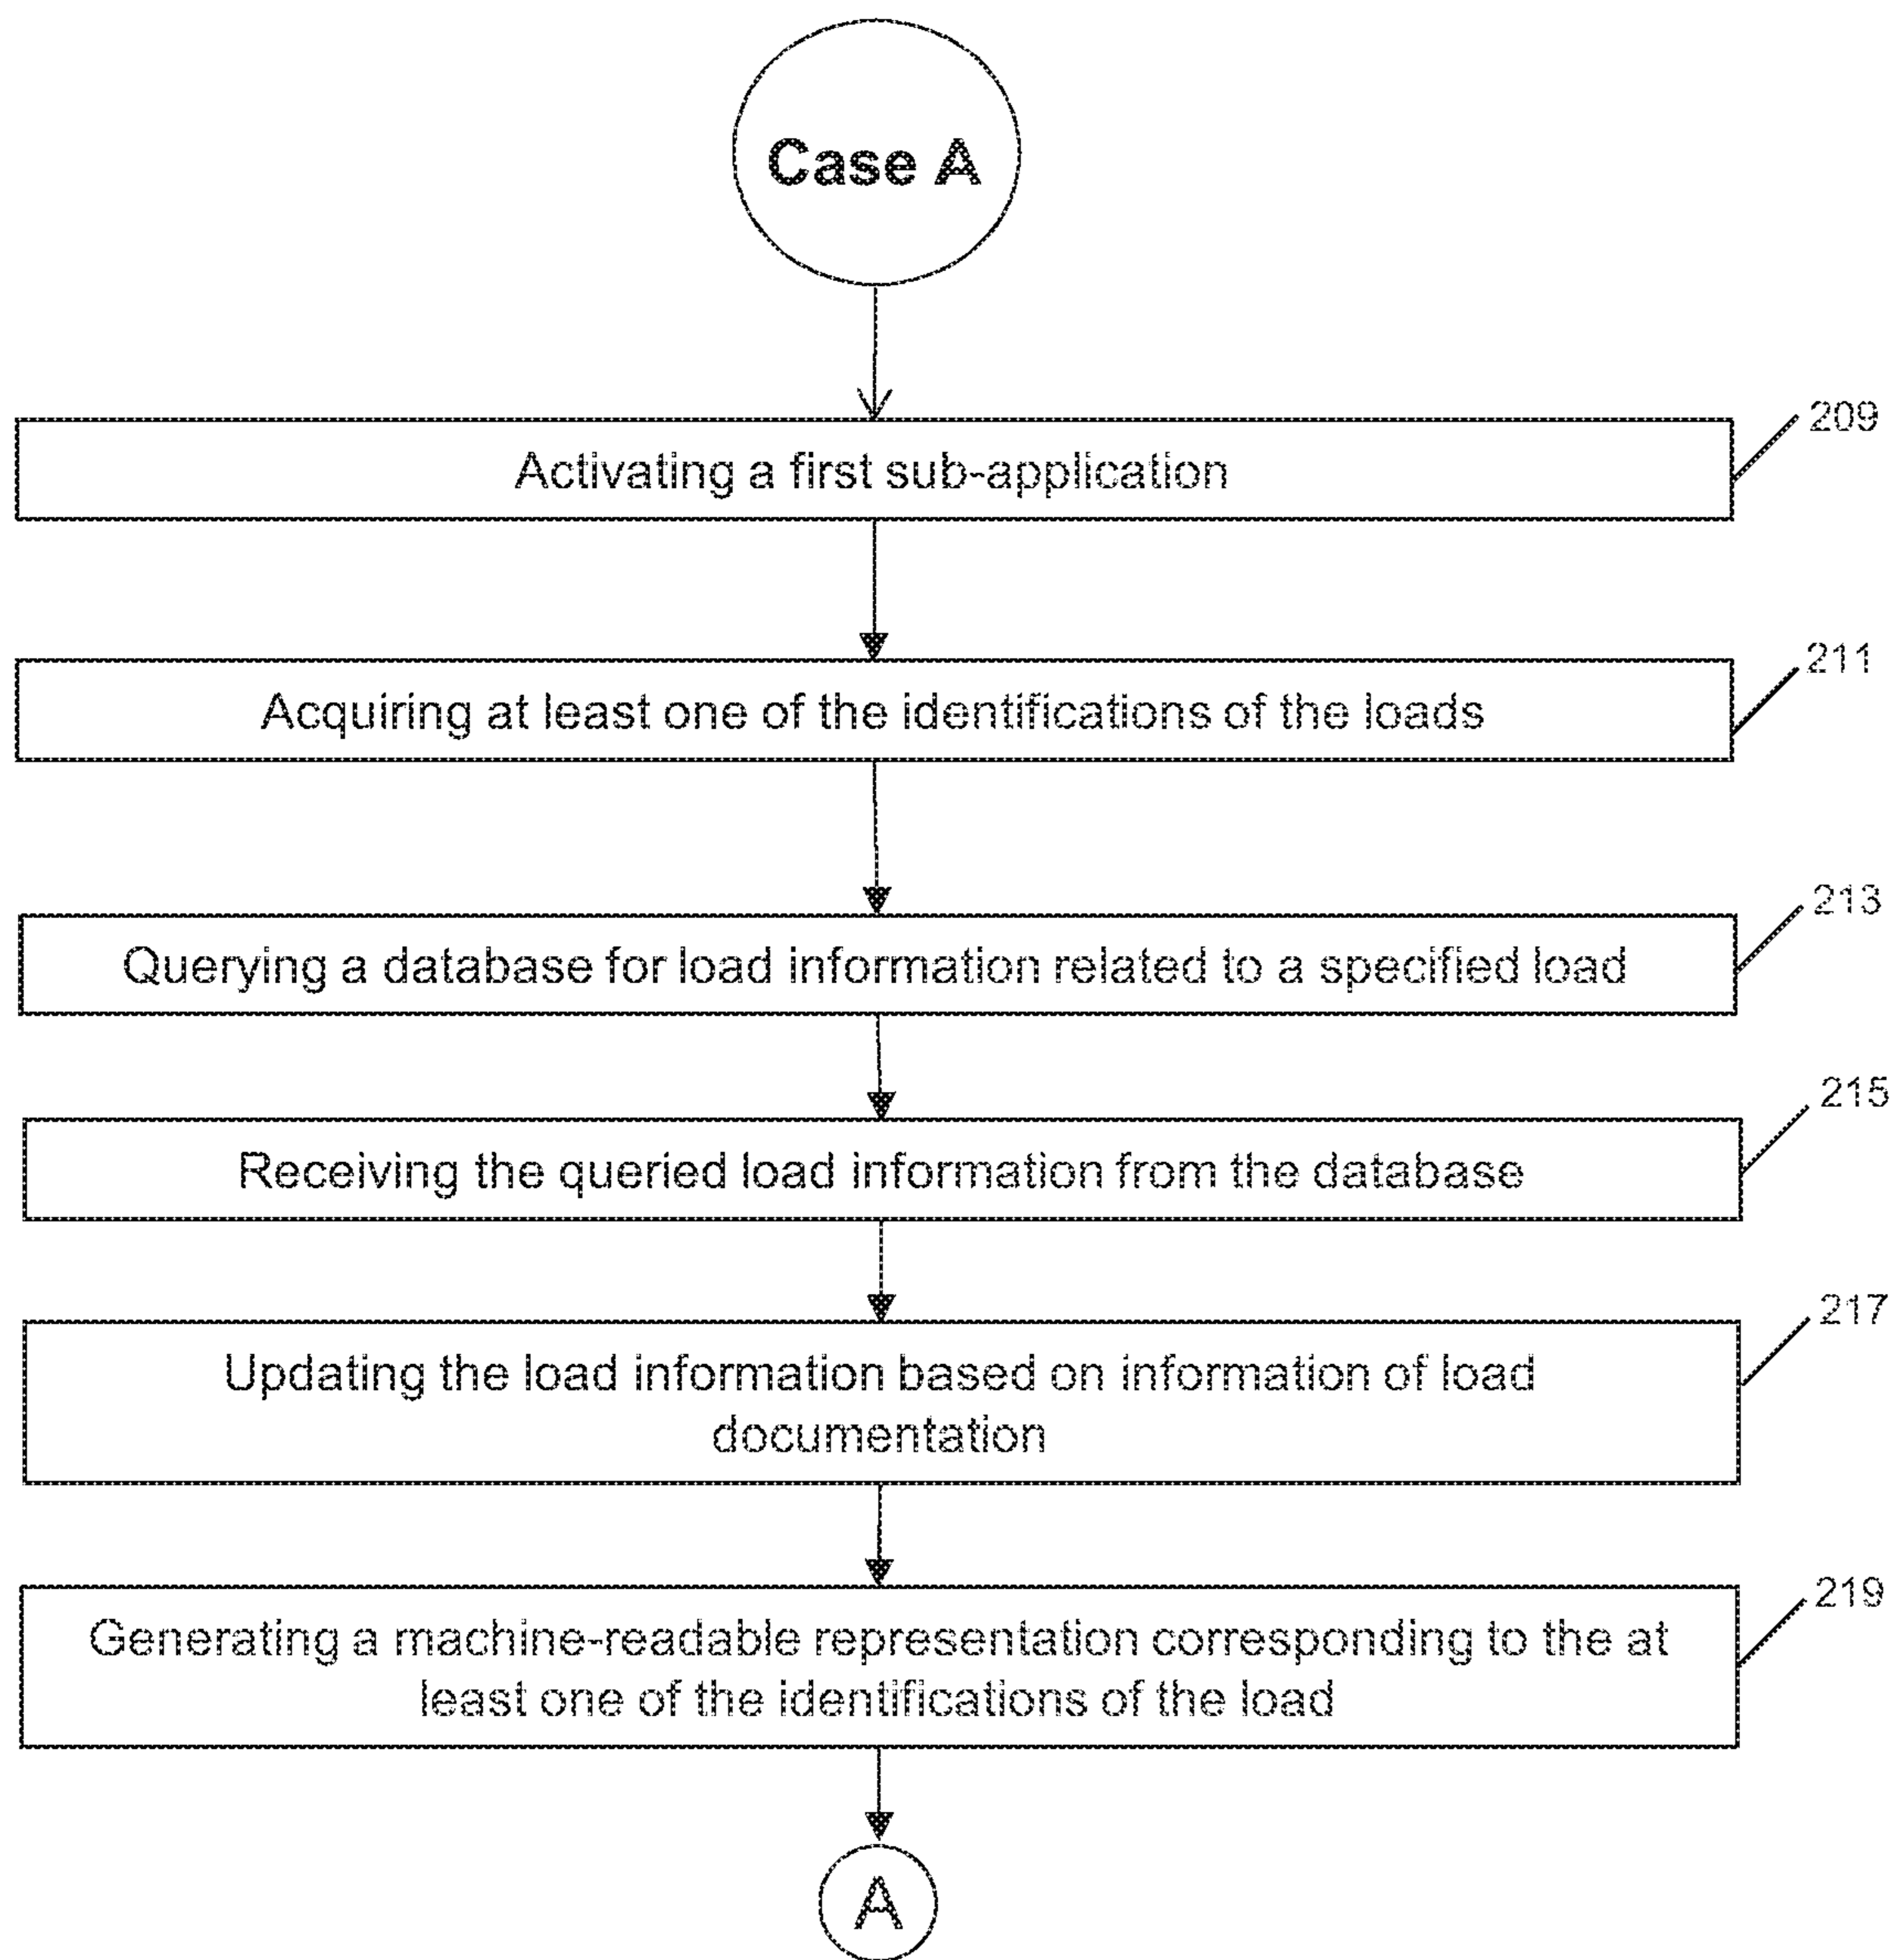 Case A
209
Activating a first sub-application
211
Acquiring at least one of the identifications of the loads
213
Querying a database for load information related to a specified load
215
Receiving the queried load information from the database
217
Updating the load information based on information of load
documentation
219
Generating a machine-readable representation corresponding to the at
least one of the identifications of the load
A